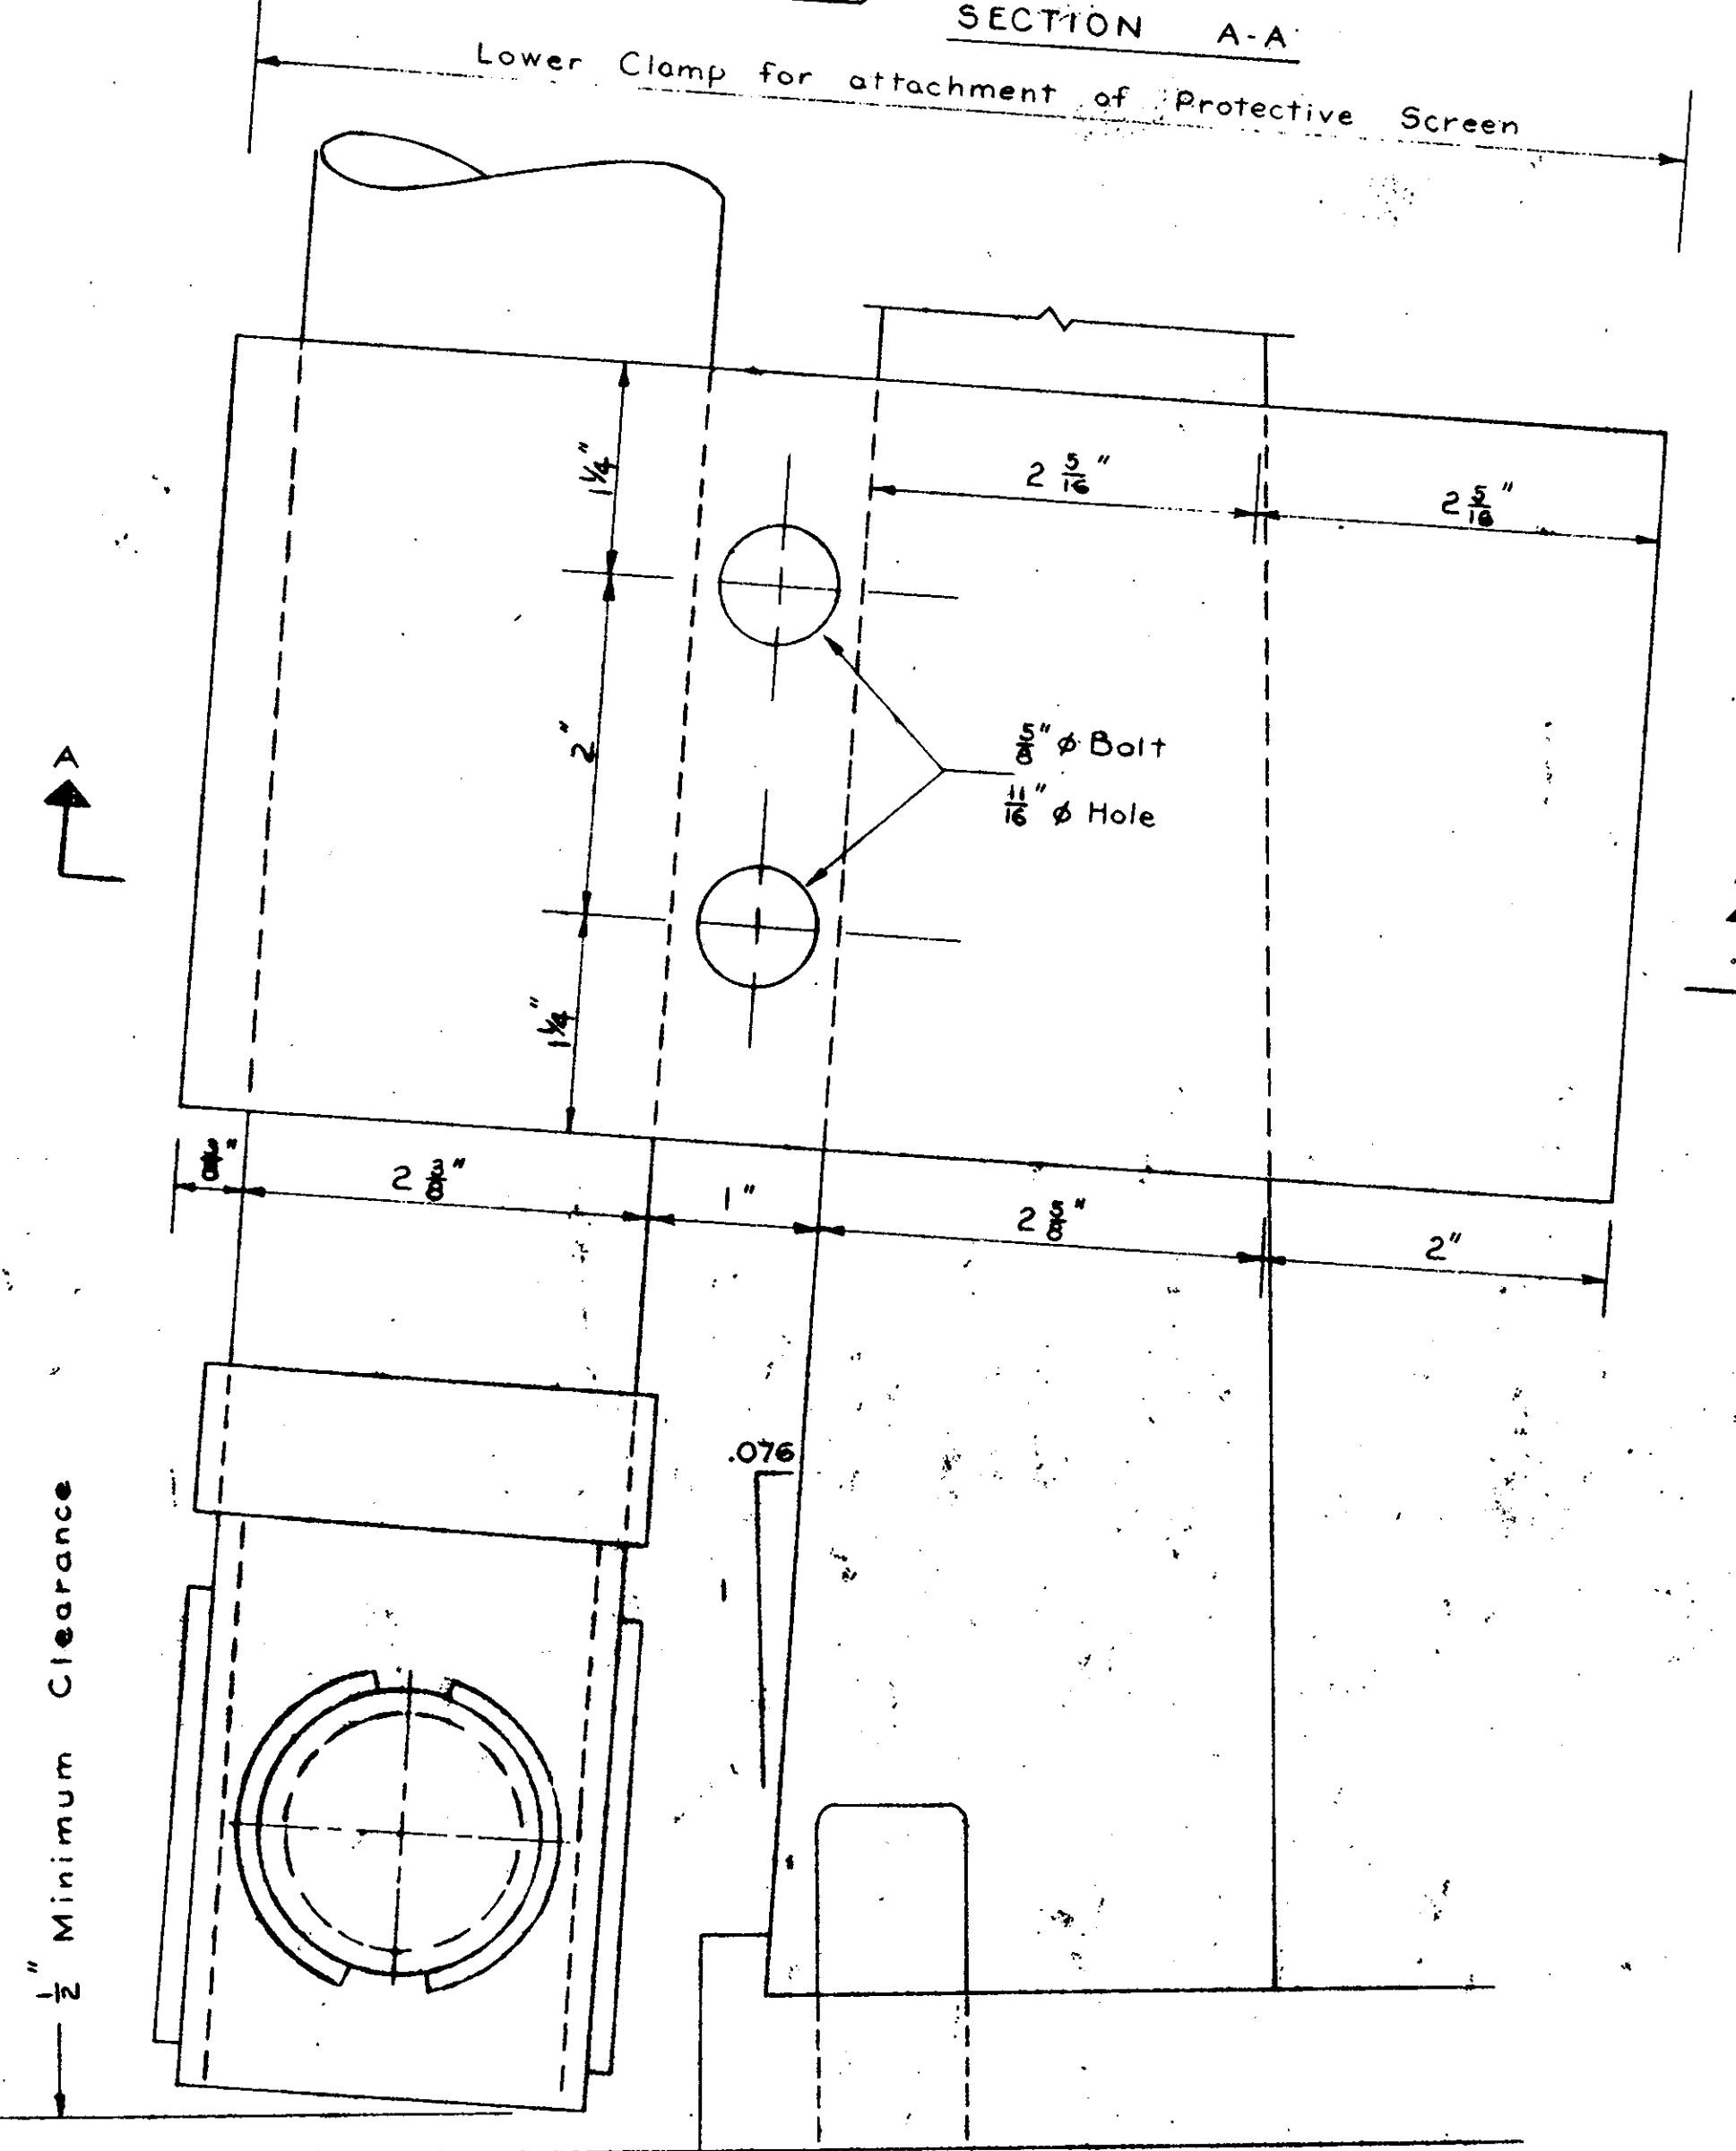 SECTION A-A
Lower Clamp for attachment of Protective Screen
1¼"
2 5/16"
2 5/16"
2"
A
5/8" ø Bolt
11/16" ø Hole
1¼"
2 3/8"
1"
2 5/8"
2"
.076
1
½" Minimum Clearance